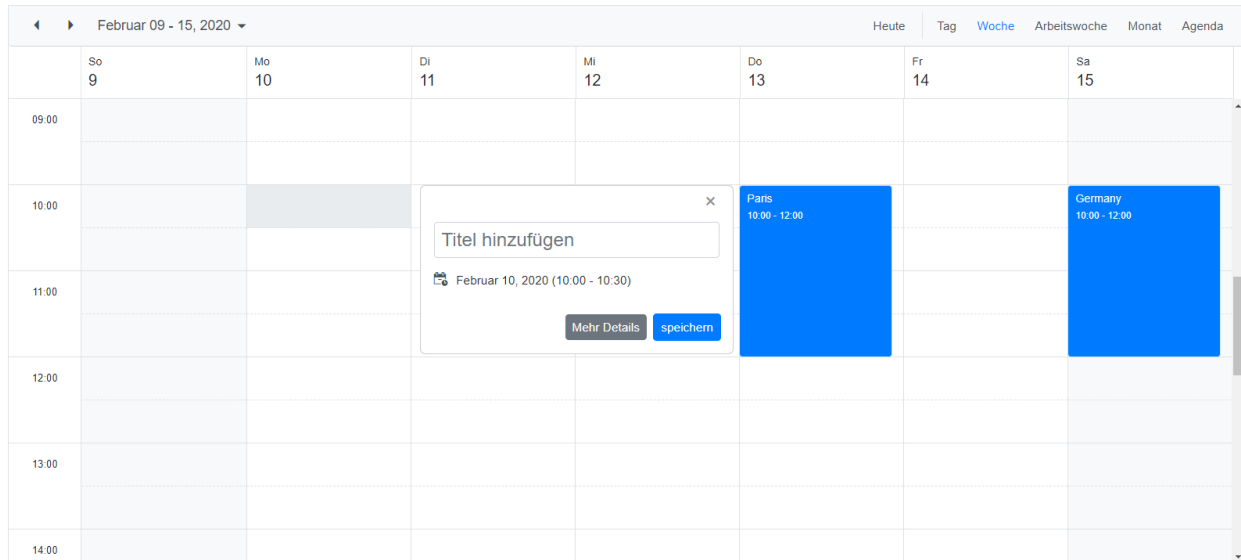 Februar 09 - 15, 2020
Heute Tag Woche Arbeitswoche Monat Agenda
So Mo Di Mi Do Fr Sa
9 10 11 12 13 14 15
09:00
10:00
Paris
10:00 - 12:00
Germany
10:00 - 12:00
Titel hinzufügen
Februar 10, 2020 (10:00 - 10:30)
Mehr Details speichern
11:00
12:00
13:00
14:00